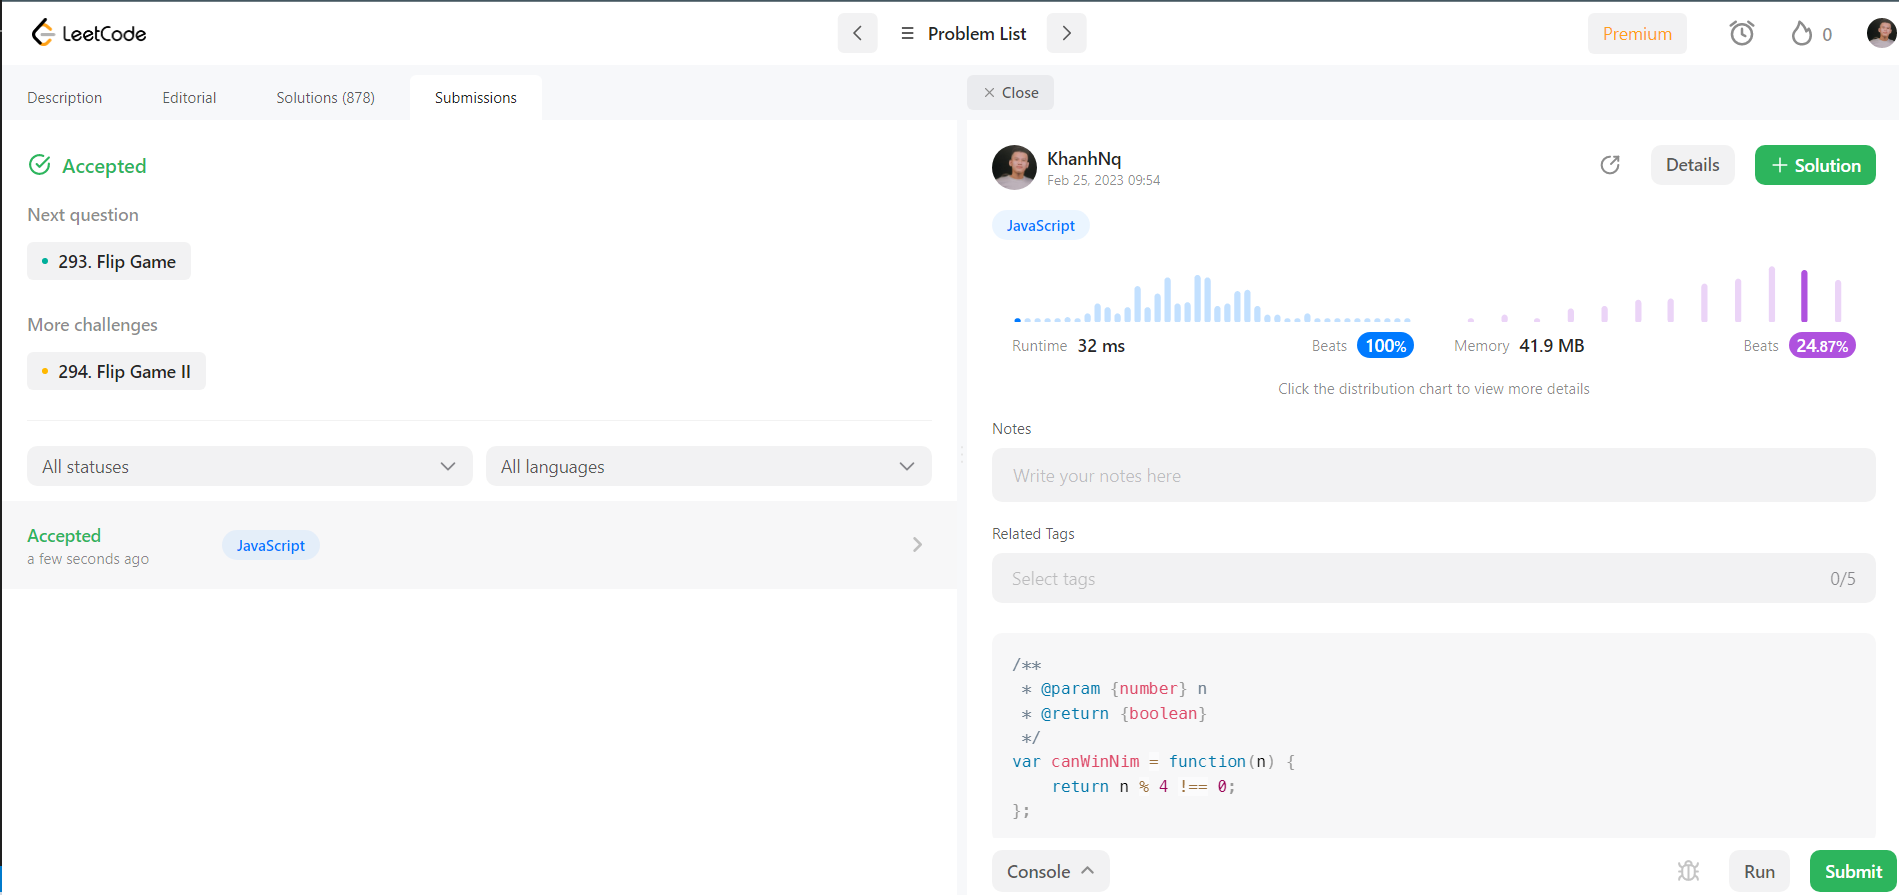 LeetCode
Problem List
Premium
0
Description
Editorial
Solutions (878)
Submissions
Close
Accepted
Next question
293. Flip Game
More challenges
294. Flip Game II
All statuses
All languages
Accepted
a few seconds ago
JavaScript
KhanhNq
Feb 25, 2023 09:54
Details
+ Solution
JavaScript
Runtime 32 ms
Beats 100%
Memory 41.9 MB
Beats 24.87%
Click the distribution chart to view more details
Notes
Write your notes here
Related Tags
Select tags
0/5
/**
 * @param {number} n
 * @return {boolean}
 */
var canWinNim = function(n) {
    return n % 4 !== 0;
};
Console
Run
Submit